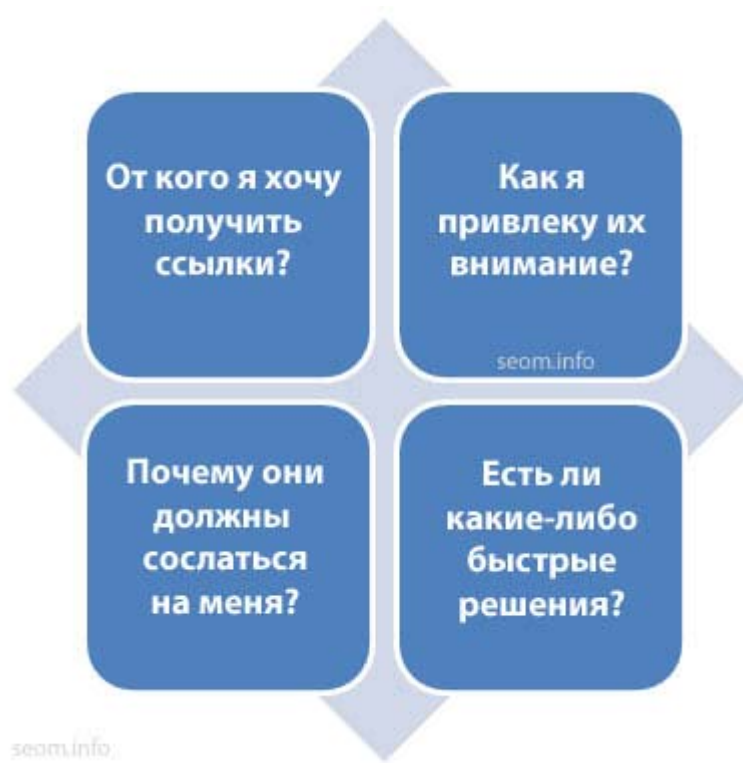 От кого я хочу
получить
ссылки?
Как я
привлеку их
внимание?
seom.info
Почему они
должны
сослаться
на меня?
Есть ли
какие-либо
быстрые
решения?
seom.info